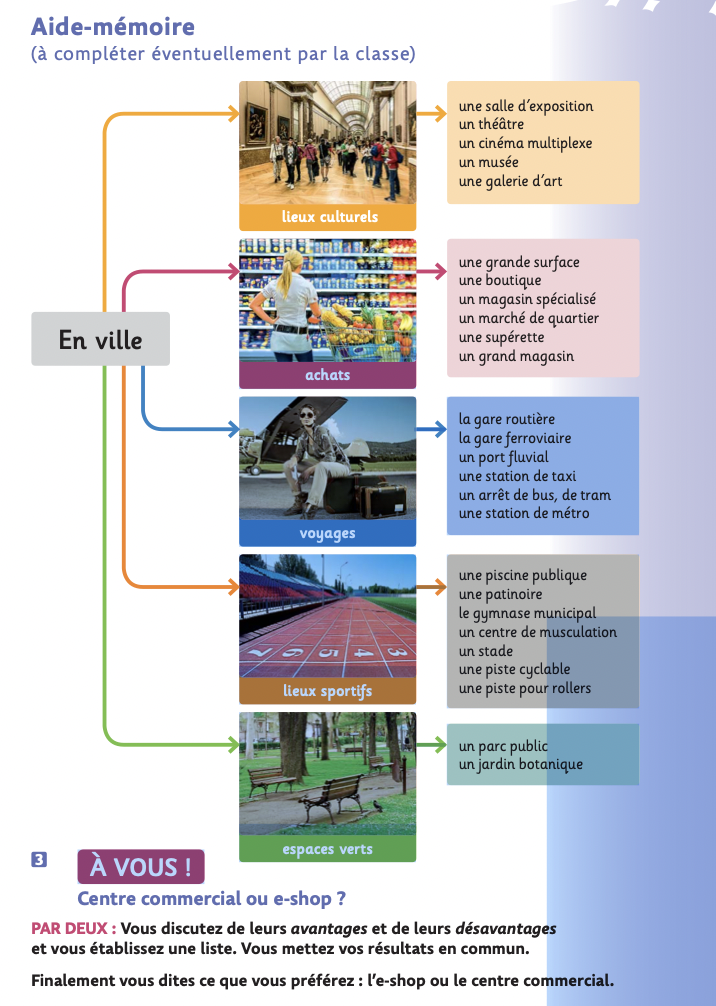 Aide-mémoire
(à compléter éventuellement par la classe)
En ville
lieux culturels
une salle d'exposition
un théâtre
un cinéma multiplexe
un musée
une galerie d'art
achats
une grande surface
une boutique
un magasin spécialisé
un marché de quartier
une supérette
un grand magasin
voyages
la gare routière
la gare ferroviaire
un port fluvial
une station de taxi
un arrêt de bus, de tram
une station de métro
lieux sportifs
une piscine publique
une patinoire
le gymnase municipal
un centre de musculation
un stade
une piste cyclable
une piste pour rollers
espaces verts
un parc public
un jardin botanique
3
À VOUS !
Centre commercial ou e-shop ?
PAR DEUX : Vous discutez de leurs avantages et de leurs désavantages
et vous établissez une liste. Vous mettez vos résultats en commun.
Finalement vous dites ce que vous préférez : l'e-shop ou le centre commercial.